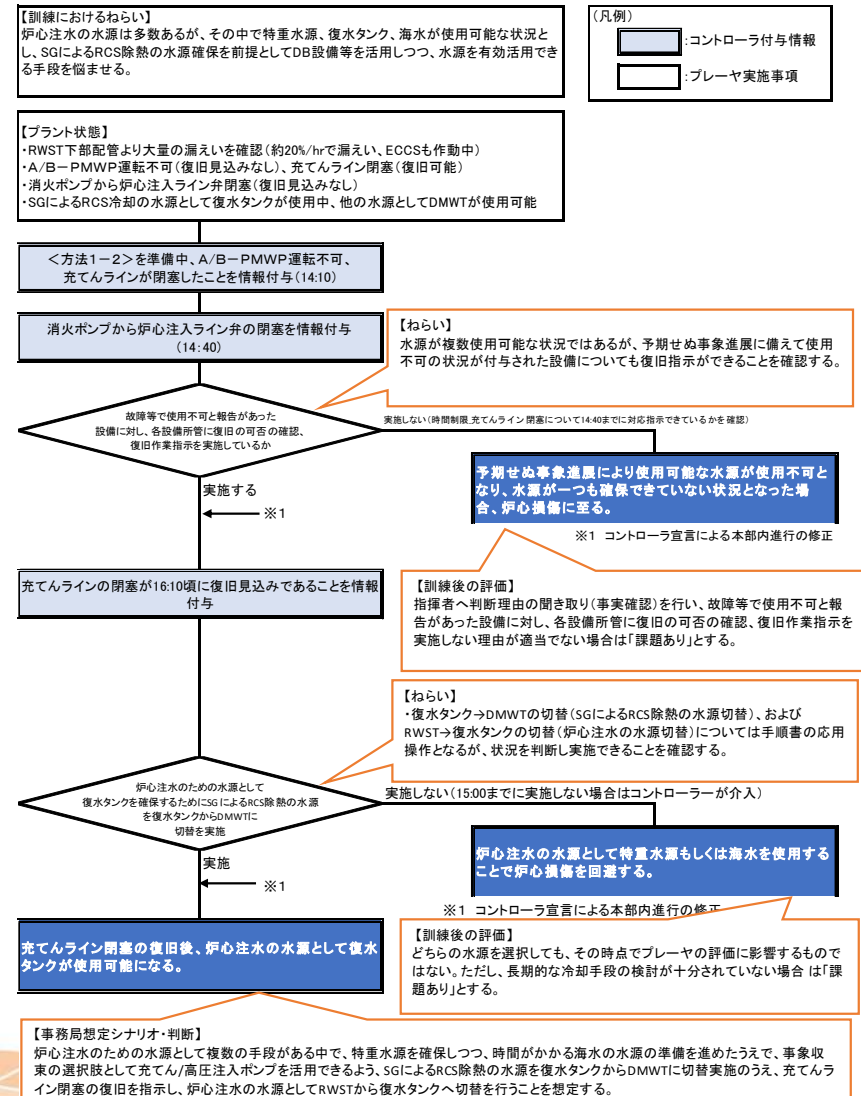 【訓練におけるねらい】
炉心注水の水源は多数あるが、その中で特重水源、復水タンク、海水が使用可能な状況と
し、SGによるRCS除熱の水源確保を前提としてDB設備等を活用しつつ、水源を有効活用でき
る手段を悩ませる。
(凡例)
:コントローラ付与情報
:プレーヤ実施事項
【プラント状態】
・RWST下部配管より大量の漏えいを確認(約20%/hrで漏えい、ECCSも作動中)
・A/B－PMWP運転不可(復旧見込みなし)、充てんライン閉塞(復旧可能)
・消火ポンプから炉心注入ライン弁閉塞(復旧見込みなし)
・SGによるRCS冷却の水源として復水タンクが使用中、他の水源としてDMWTが使用可能
＜方法1－2＞を準備中、A/B－PMWP運転不可、
充てんラインが閉塞したことを情報付与(14:10)
消火ポンプから炉心注入ライン弁の閉塞を情報付与
(14:40)
【ねらい】
水源が複数使用可能な状況ではあるが、予期せぬ事象進展に備えて使用
不可の状況が付与された設備についても復旧指示ができることを確認する。
故障等で使用不可と報告があった
設備に対し、各設備所管に復旧の可否の確認、
復旧作業指示を実施しているか
実施しない(時間制限_充てんライン閉塞について14:40までに対応指示できているかを確認)
予期せぬ事象進展により使用可能な水源が使用不可と
なり、水源が一つも確保できていない状況となった場
合、炉心損傷に至る。
実施する
※1
※1 コントローラ宣言による本部内進行の修正
充てんラインの閉塞が16:10頃に復旧見込みであることを情報
付与
【訓練後の評価】
指揮者へ判断理由の聞き取り(事実確認)を行い、故障等で使用不可と報
告があった設備に対し、各設備所管に復旧の可否の確認、復旧作業指示を
実施しない理由が適当でない場合は「課題あり」とする。
【ねらい】
・復水タンク→DMWTの切替(SGによるRCS除熱の水源切替)、および
RWST→復水タンクの切替(炉心注水の水源切替)については手順書の応用
操作となるが、状況を判断し実施できることを確認する。
炉心注水のための水源として
復水タンクを確保するためにSGによるRCS除熱の水源
を復水タンクからDMWTに
切替を実施
実施しない(15:00までに実施しない場合はコントローラーが介入)
炉心注水の水源として特重水源もしくは海水を使用する
ことで炉心損傷を回避する。
実施
※1
※1 コントローラ宣言による本部内進行の修正
充てんライン閉塞の復旧後、炉心注水の水源として復水
タンクが使用可能になる。
【訓練後の評価】
どちらの水源を選択しても、その時点でプレーヤの評価に影響するもので
はない。ただし、長期的な冷却手段の検討が十分されていない場合 は「課
題あり」とする。
【事務局想定シナリオ・判断】
炉心注水のための水源として複数の手段がある中で、特重水源を確保しつつ、時間がかかる海水の水源の準備を進めたうえで、事象収
束の選択肢として充てん/高圧注入ポンプを活用できるよう、SGによるRCS除熱の水源を復水タンクからDMWTに切替実施のうえ、充てんラ
イン閉塞の復旧を指示し、炉心注水の水源としてRWSTから復水タンクへ切替を行うことを想定する。